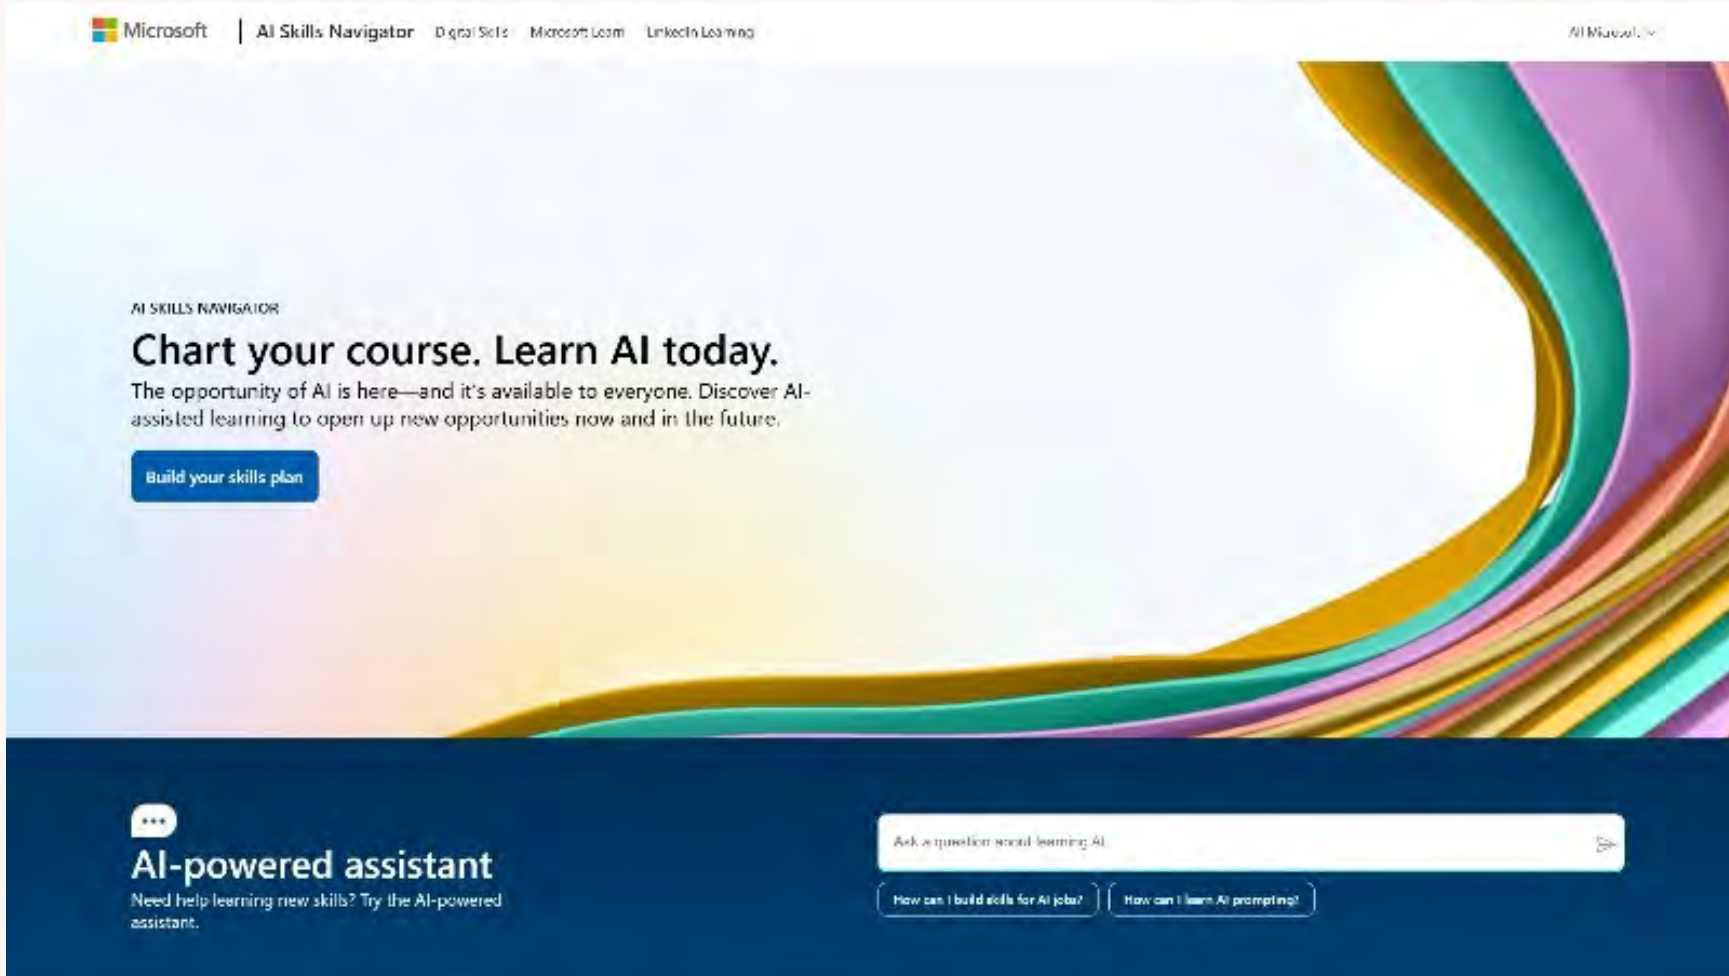 Microsoft | AI Skills Navigator Digital Skills Microsoft Learn LinkedIn Learning All Microsoft
AI SKILLS NAVIGATOR
Chart your course. Learn AI today.
The opportunity of AI is here—and it's available to everyone. Discover AI-
assisted learning to open up new opportunities now and in the future.
Build your skills plan
AI-powered assistant
Need help learning new skills? Try the AI-powered
assistant.
Ask a question about learning AI
How can I build skills for AI jobs? How can I learn AI prompting?